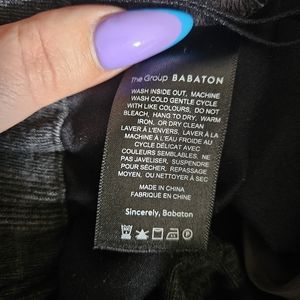 The Group BABATON
WASH INSIDE OUT, MACHINE
WASH COLD GENTLE CYCLE
WITH LIKE COLOURS, DO NOT
BLEACH, HANG TO DRY, WARM
IRON, OR DRY CLEAN
LAVER À L'ENVERS, LAVER À LA
MACHINE À L'EAU FROIDE AU
CYCLE DÉLICAT AVEC
COULEURS SEMBLABLES, NE
PAS JAVELISER, SUSPENDRE
POUR SÉCHER, REPASSAGE
MOYEN, OU NETTOYER À SEC
MADE IN CHINA
FABRIQUÉ EN CHINE
Sincerely, Babaton